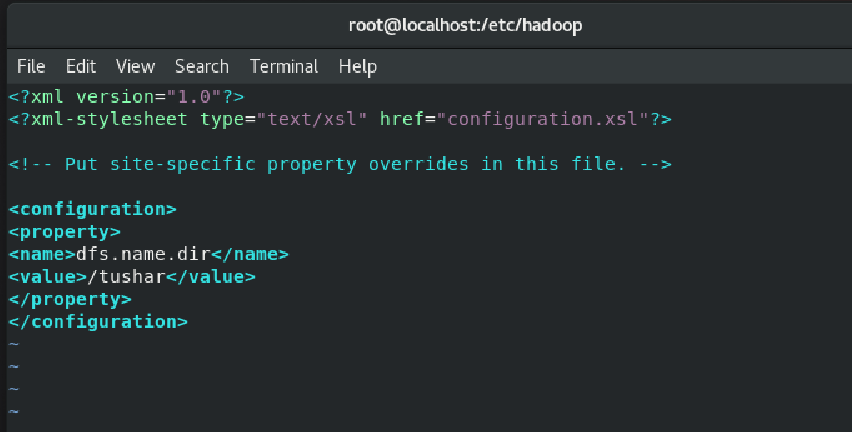 root@localhost:/etc/hadoop
File Edit View Search Terminal Help
<?xml version="1.0"?>
<?xml-stylesheet type="text/xsl" href="configuration.xsl"?>
<!-- Put site-specific property overrides in this file. -->
<configuration>
<property>
<name>dfs.name.dir</name>
<value>/tushar</value>
</property>
</configuration>
~
~
~
~